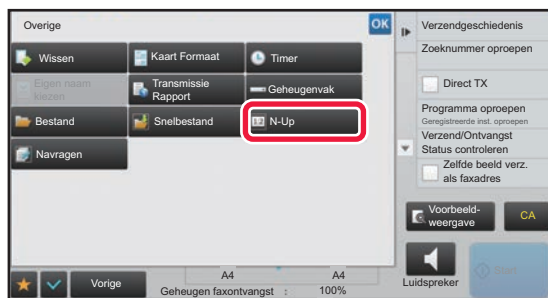 Overige
OK
Wissen
Kaart Formaat
Timer
Eigen naam
kiezen
Transmissie
Rapport
Geheugenvak
Bestand
Snelbestand
N-Up
Navragen
Vorige
A4
A4
Geheugen faxontvangst : 100%
Verzendgeschiedenis
Zoeknummer oproepen
Direct TX
Programma oproepen
Geregistreerde inst. oproepen
Verzend/Ontvangst
Status controleren
Zelfde beeld verz.
als faxadres
Voorbeeld-
weergave
CA
Luidspreker
Start